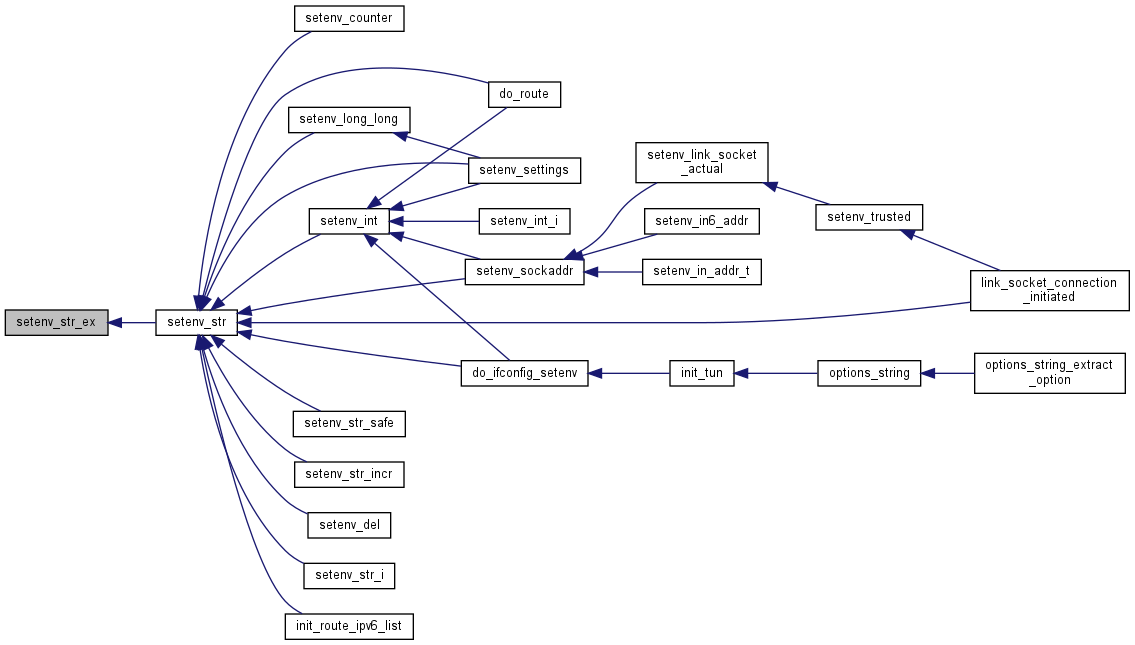 setenv_counter
do_route
setenv_long_long
setenv_link_socket
_actual
setenv_settings
setenv_trusted
setenv_int
setenv_int_i
setenv_in6_addr
setenv_sockaddr
setenv_in_addr_t
link_socket_connection
_initiated
setenv_str_ex
setenv_str
do_ifconfig_setenv
init_tun
options_string
options_string_extract
_option
setenv_str_safe
setenv_str_incr
setenv_del
setenv_str_i
init_route_ipv6_list